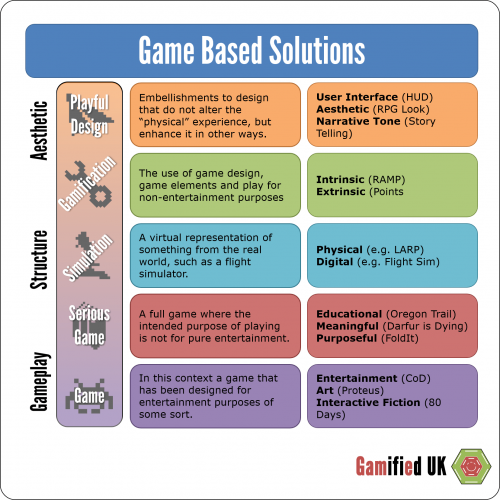 Game Based Solutions
Aesthetic
Playful
Design
Embellishments to design
that do not alter the
“physical” experience, but
enhance it in other ways.
User Interface (HUD)
Aesthetic (RPG Look)
Narrative Tone (Story
Telling)
Gamification
The use of game design,
game elements and play for
non-entertainment purposes
Intrinsic (RAMP)
Extrinsic (Points
Structure
Simulation
A virtual representation of
something from the real
world, such as a flight
simulator.
Physical (e.g. LARP)
Digital (e.g. Flight Sim)
Serious
Game
A full game where the
intended purpose of playing
is not for pure entertainment.
Educational (Oregon Trail)
Meaningful (Darfur is Dying)
Purposeful (FoldIt)
Gameplay
Game
In this context a game that
has been designed for
entertainment purposes of
some sort.
Entertainment (CoD)
Art (Proteus)
Interactive Fiction (80
Days)
Gamified UK